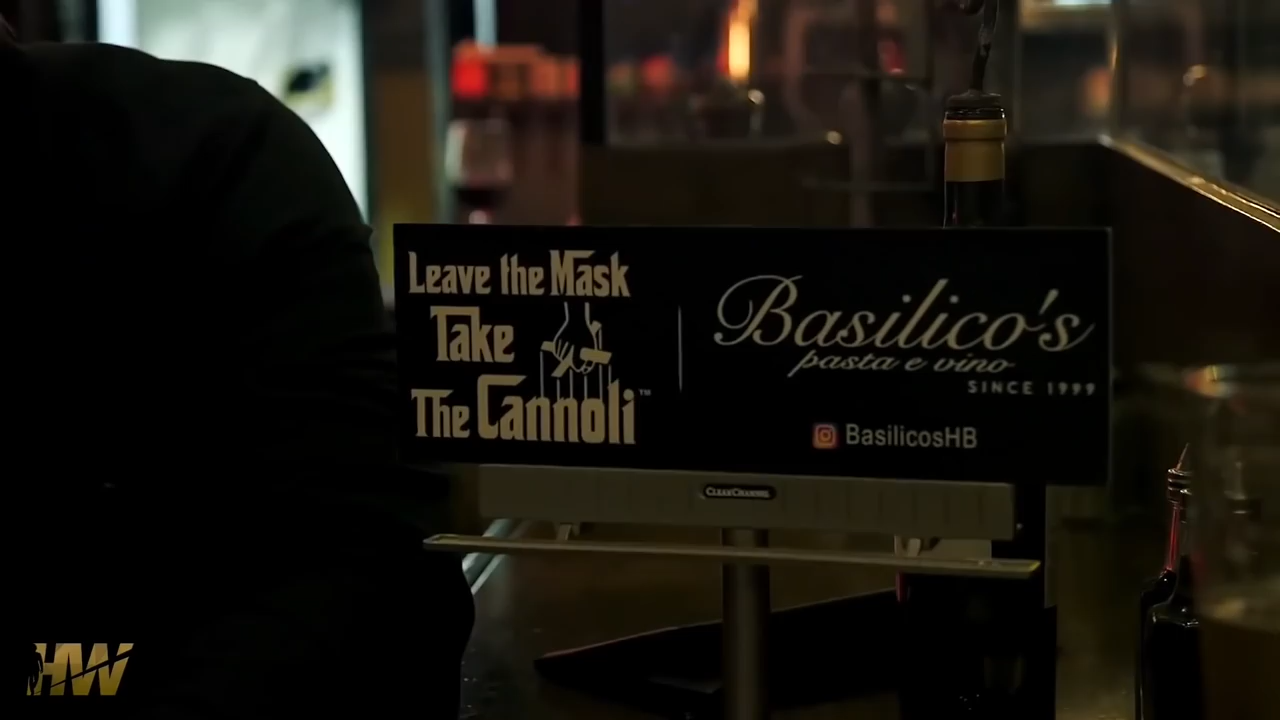 Leave the Mask
Take
The Cannoli™
Basilico's
pasta e vino
SINCE 1999
BasilicosHB
CLEARCHANNEL
HW